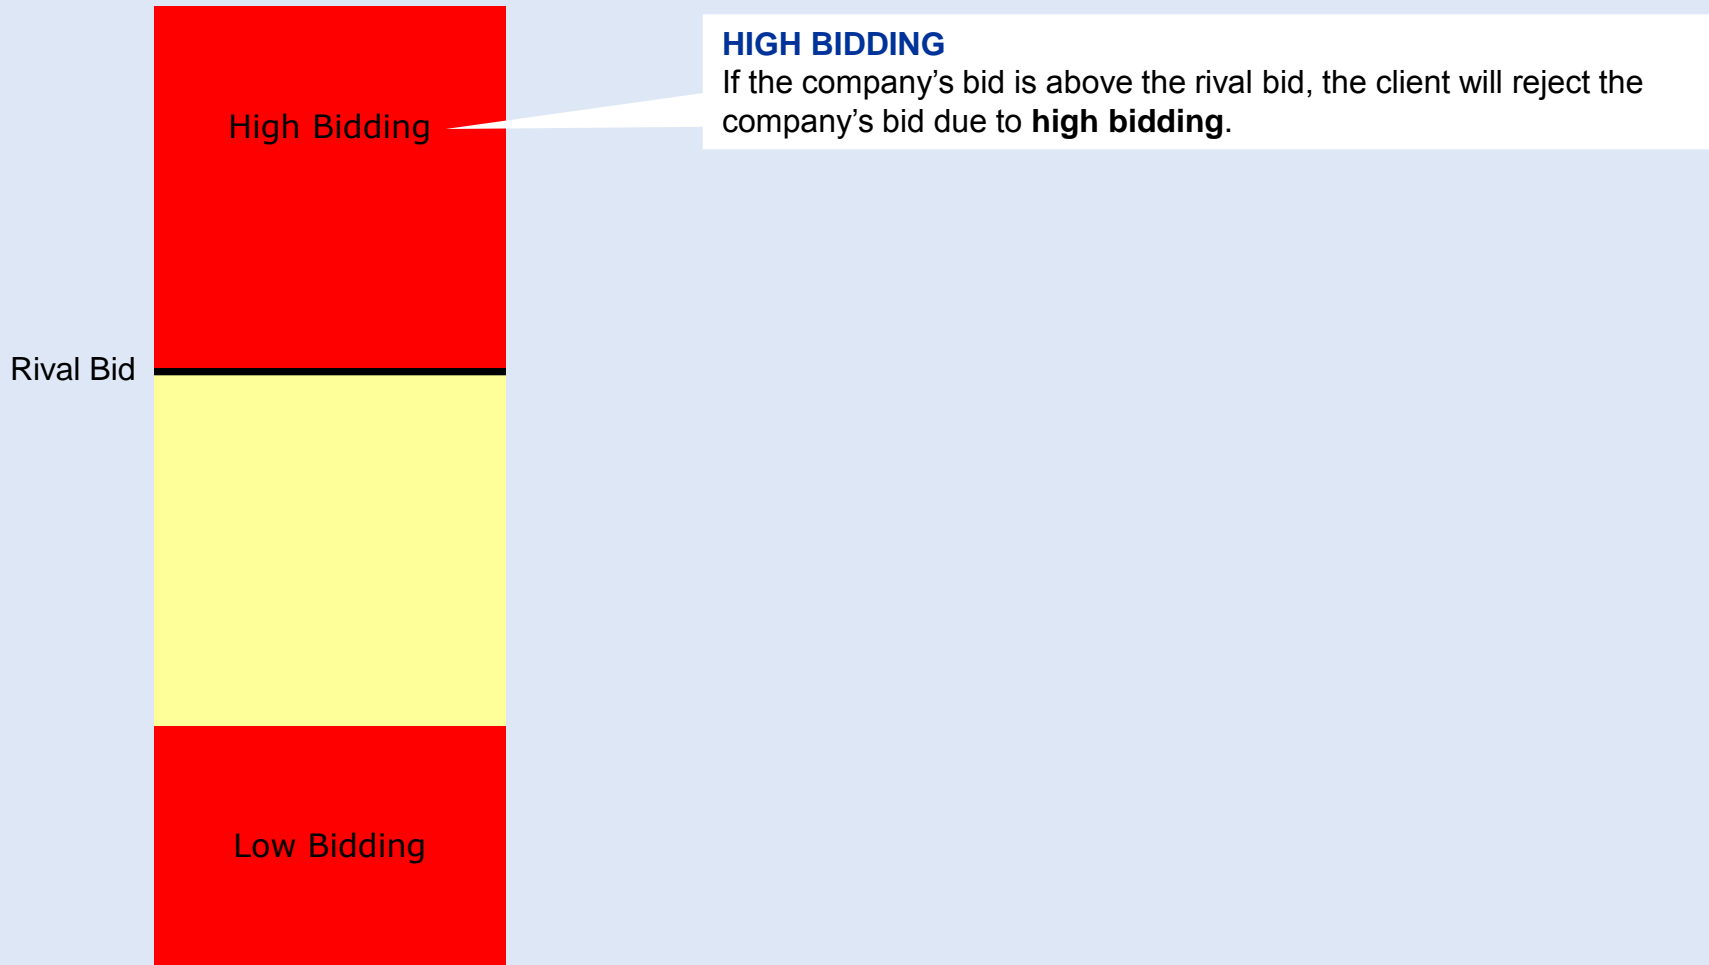 HIGH BIDDING
If the company’s bid is above the rival bid, the client will reject the
company’s bid due to high bidding.
High Bidding
Rival Bid
Low Bidding